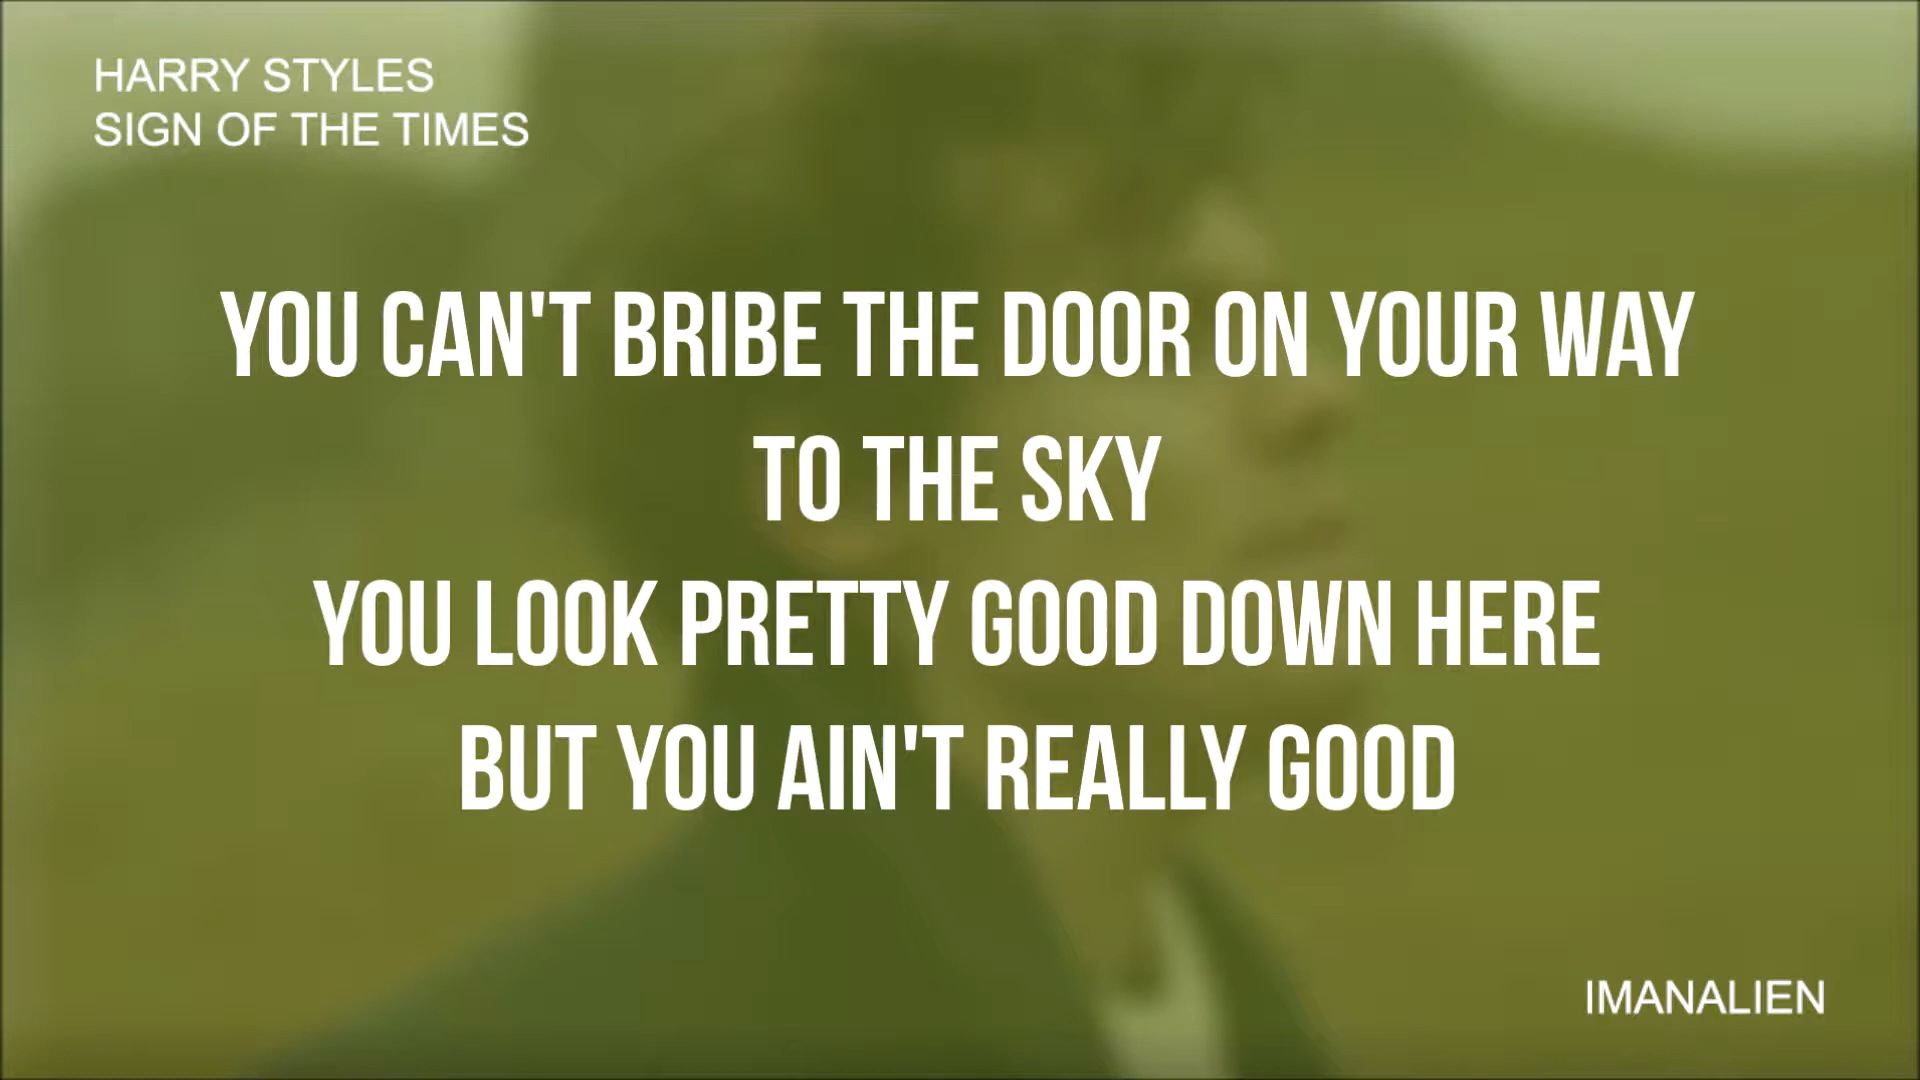 HARRY STYLES
SIGN OF THE TIMES
YOU CAN'T BRIBE THE DOOR ON YOUR WAY
TO THE SKY
YOU LOOK PRETTY GOOD DOWN HERE
BUT YOU AIN'T REALLY GOOD
IMANALIEN